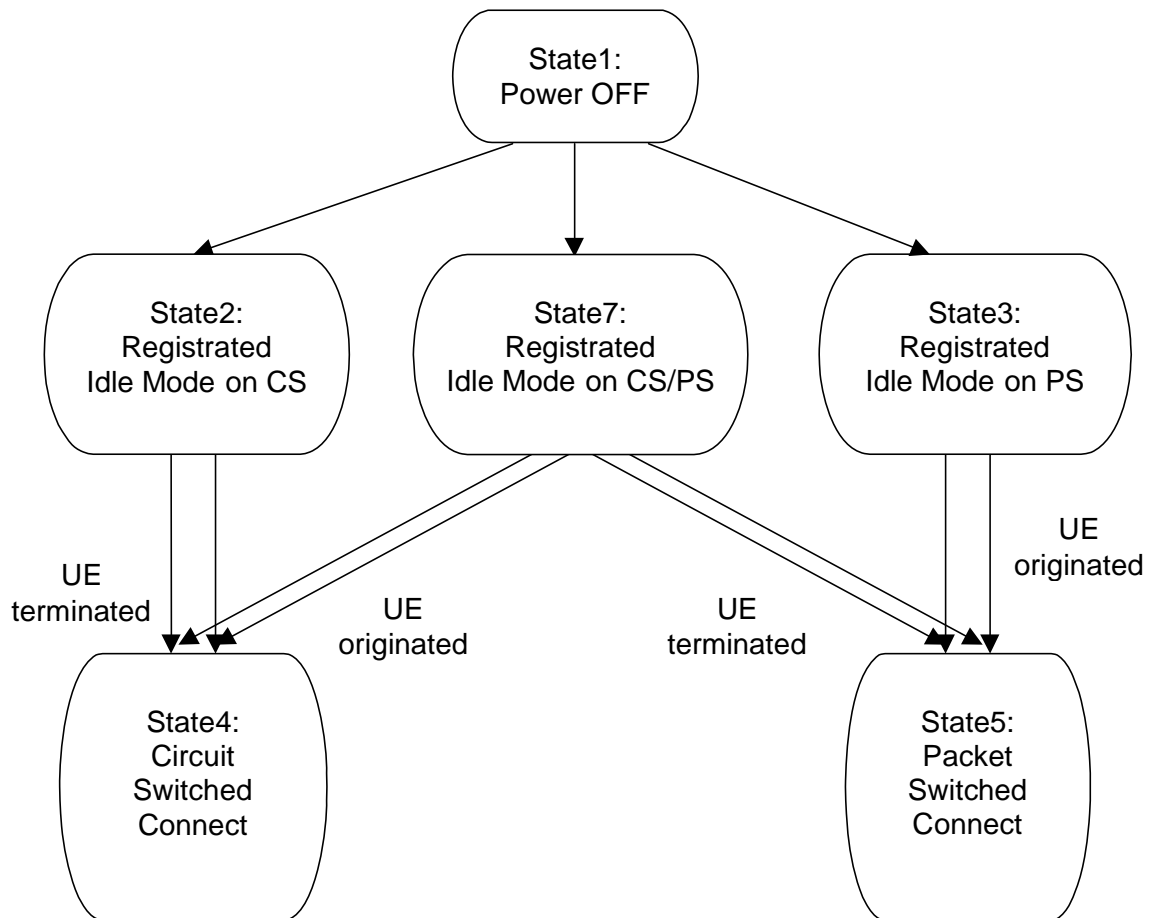 State1:
Power OFF
State2:
Registrated
Idle Mode on CS
State7:
Registrated
Idle Mode on CS/PS
State3:
Registrated
Idle Mode on PS
UE
terminated
UE
originated
UE
terminated
UE
originated
State4:
Circuit
Switched
Connect
State5:
Packet
Switched
Connect